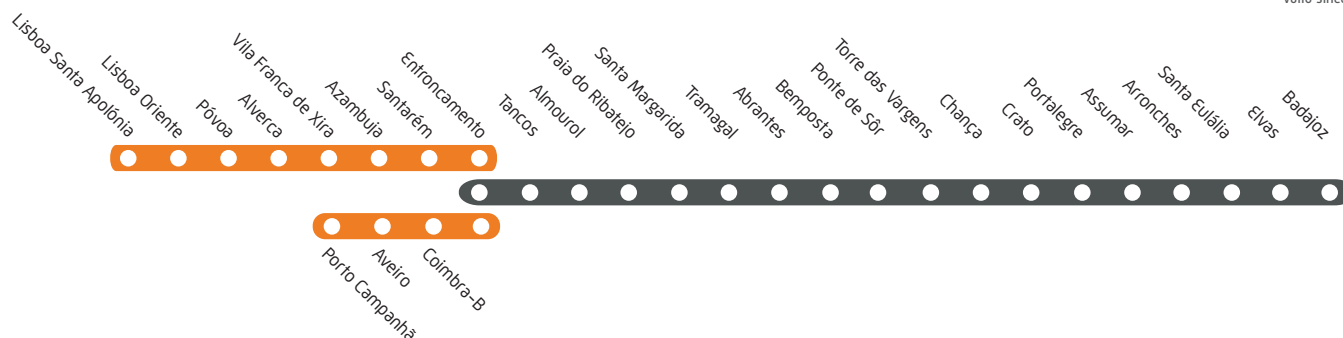 Lisboa Santa Apolónia
Lisboa Oriente
Póvoa
Alverca
Vila Franca de Xira
Azambuja
Santarém
Entroncamento
Tancos
Almourol
Praia do Ribatejo
Santa Margarida
Tramagal
Abrantes
Bemposta
Ponte de Sôr
Torre das Vargens
Chança
Crato
Portalegre
Assumar
Arronches
Santa Eulália
Elvas
Badajoz
Porto Campanhã
Aveiro
Coimbra-B